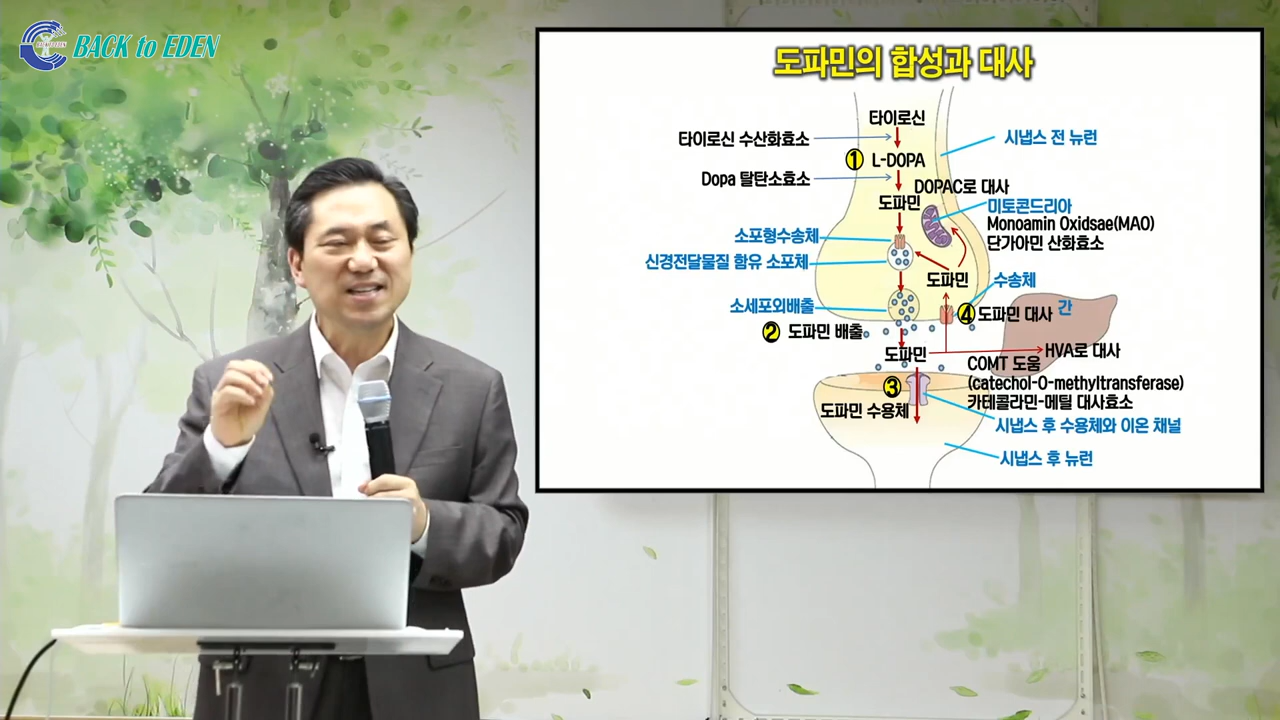 BACK to EDEN
도파민의 합성과 대사
타이로신
타이로신 수산화효소
시냅스 전 뉴런
① L-DOPA
Dopa 탈탄소효소
DOPAC로 대사
도파민
미토콘드리아
Monoamin Oxidsae(MAO)
단가아민 산화효소
소포형수송체
신경전달물질 함유 소포체
도파민
수송체
소세포외배출
④ 도파민 대사
간
② 도파민 배출
도파민
HVA로 대사
COMT 도움
(catechol-O-methyltransferase)
카테콜라민-메틸 대사효소
③
도파민 수용체
시냅스 후 수용체와 이온 채널
시냅스 후 뉴런